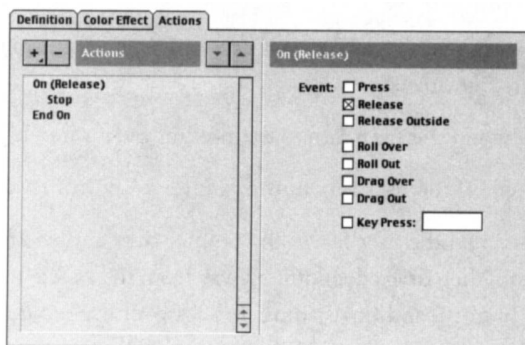 Definition Color Effect Actions
+ - Actions
On (Release)
Stop
End On
On (Release)
Event: Press
Release
Release Outside
Roll Over
Roll Out
Drag Over
Drag Out
Key Press: